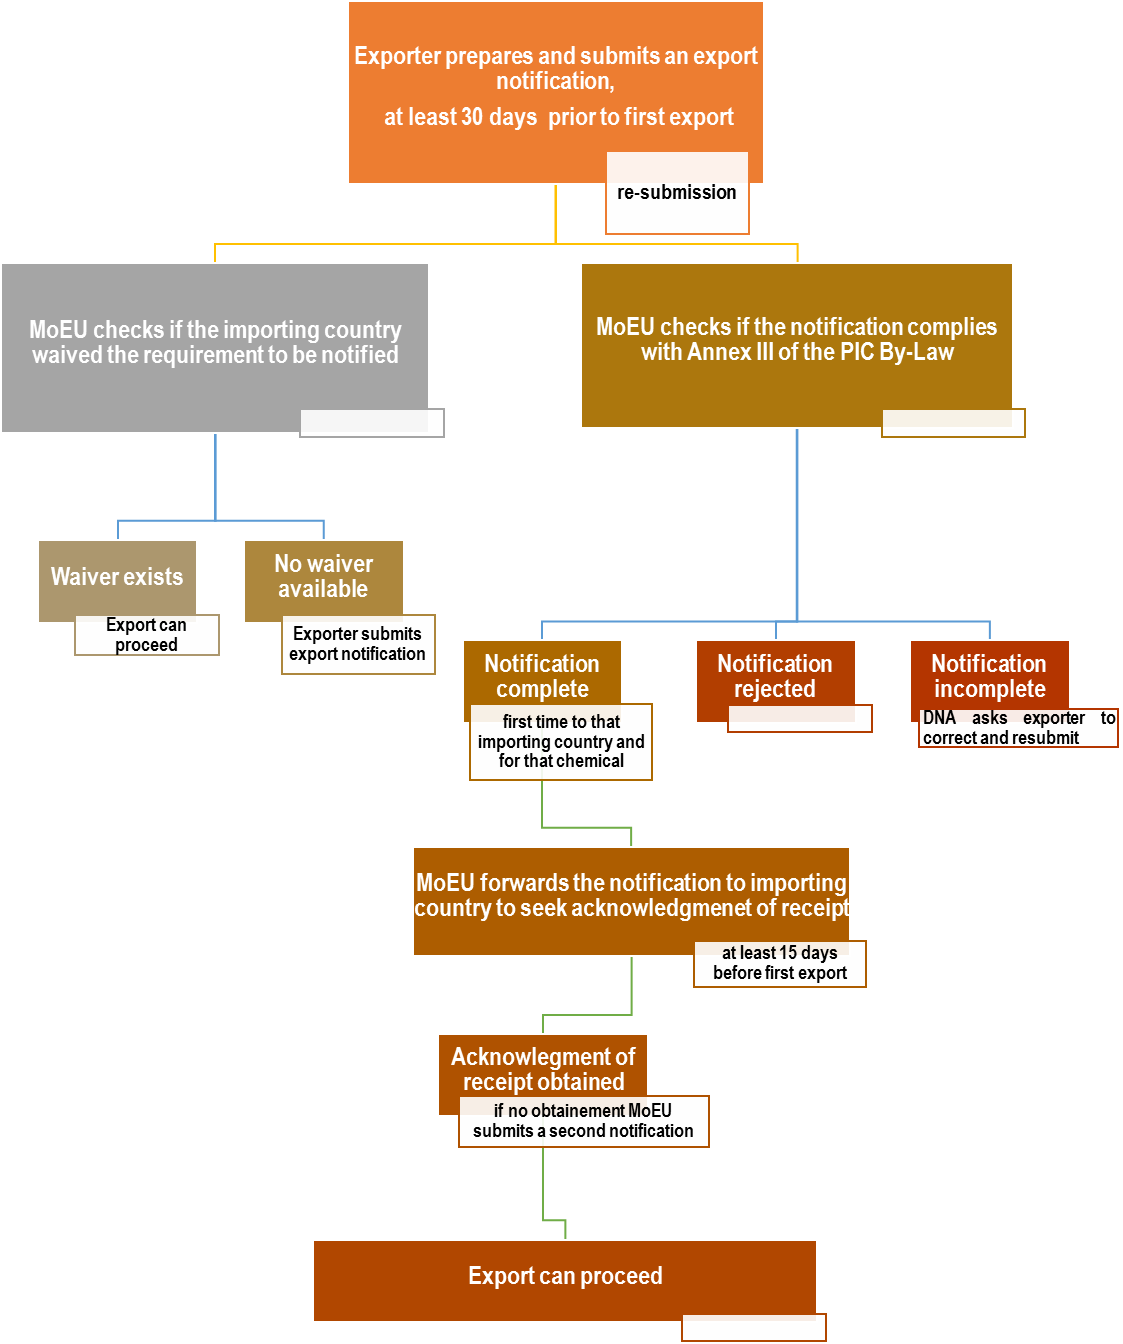 Exporter prepares and submits an export
notification,
at least 30 days prior to first export
re-submission
MoEU checks if the importing country
waived the requirement to be notified
MoEU checks if the notification complies
with Annex III of the PIC By-Law
Waiver exists
Export can
proceed
No waiver
available
Exporter submits
export notification
Notification
complete
first time to that
importing country and
for that chemical
Notification
rejected
Notification
incomplete
DNA asks exporter to
correct and resubmit
MoEU forwards the notification to importing
country to seek acknowledgmenet of receipt
at least 15 days
before first export
Acknowlegment of
receipt obtained
if no obtainement MoEU
submits a second notification
Export can proceed